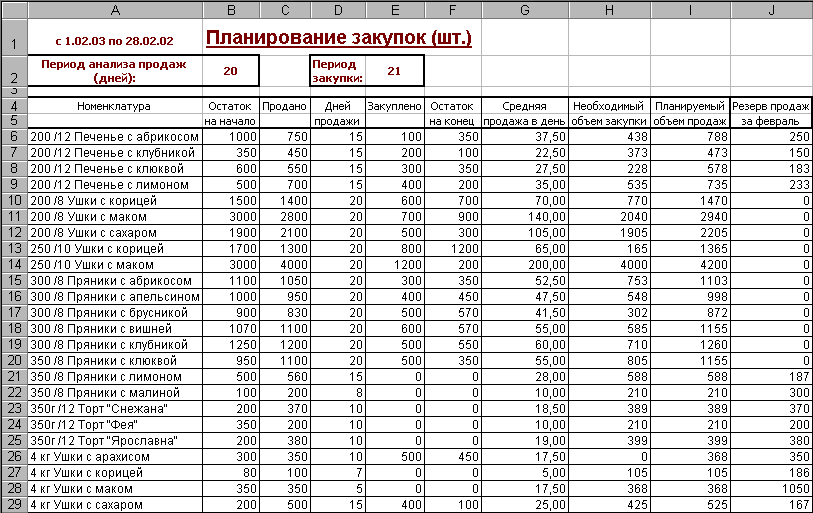 A B C D E F G H I J
1 с 1.02.03 по 28.02.02 Планирование закупок (шт.)
2 Период анализа продаж (дней): 20 Период закупки: 21
3
4 Номенклатура Остаток Продано Дней Закуплено Остаток Средняя Необходимый Планируемый Резерв продаж
5 на начало продажи на конец продажа в день объем закупки объем продаж за февраль
6 200 /12 Печенье с абрикосом 1000 750 15 100 350 37,50 438 788 250
7 200 /12 Печенье с клубникой 350 450 15 200 100 22,50 373 473 150
8 200 /12 Печенье с клюквой 600 550 15 300 350 27,50 228 578 183
9 200 /12 Печенье с лимоном 500 700 15 400 200 35,00 535 735 233
10 200 /8 Ушки с корицей 1500 1400 20 600 700 70,00 770 1470 0
11 200 /8 Ушки с маком 3000 2800 20 700 900 140,00 2040 2940 0
12 200 /8 Ушки с сахаром 1900 2100 20 500 300 105,00 1905 2205 0
13 250 /10 Ушки с корицей 1700 1300 20 800 1200 65,00 165 1365 0
14 250 /10 Ушки с маком 3000 4000 20 1200 200 200,00 4000 4200 0
15 300 /8 Пряники с абрикосом 1100 1050 20 300 350 52,50 753 1103 0
16 300 /8 Пряники с апельсином 1000 950 20 400 450 47,50 548 998 0
17 300 /8 Пряники с брусникой 900 830 20 500 570 41,50 302 872 0
18 300 /8 Пряники с вишней 1070 1100 20 600 570 55,00 585 1155 0
19 300 /8 Пряники с клубникой 1250 1200 20 500 550 60,00 710 1260 0
20 350 /8 Пряники с клюквой 950 1100 20 500 350 55,00 805 1155 0
21 350 /8 Пряники с лимоном 500 560 15 0 0 28,00 588 588 187
22 350 /8 Пряники с малиной 100 200 8 0 0 10,00 210 210 300
23 350г /12 Торт "Снежана" 200 370 10 0 0 18,50 389 389 370
24 350г /12 Торт "Фея" 350 200 10 0 0 10,00 210 210 200
25 350г /12 Торт "Ярославна" 200 380 10 0 0 19,00 399 399 380
26 4 кг Ушки с арахисом 300 350 10 500 450 17,50 0 368 350
27 4 кг Ушки с корицей 80 100 7 0 0 5,00 105 105 186
28 4 кг Ушки с маком 350 350 5 0 0 17,50 368 368 1050
29 4 кг Ушки с сахаром 200 500 15 400 100 25,00 425 525 167